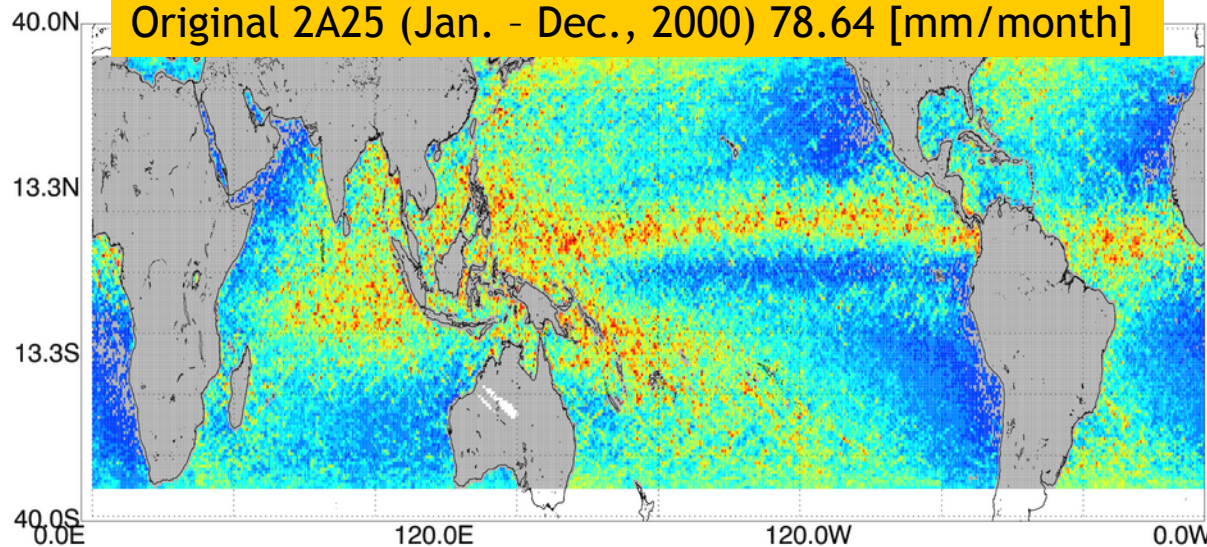 Original 2A25 (Jan. – Dec., 2000) 78.64 [mm/month]
40.0N
13.3N
13.3S
40.0S
0.0E 120.0E 120.0W 0.0W